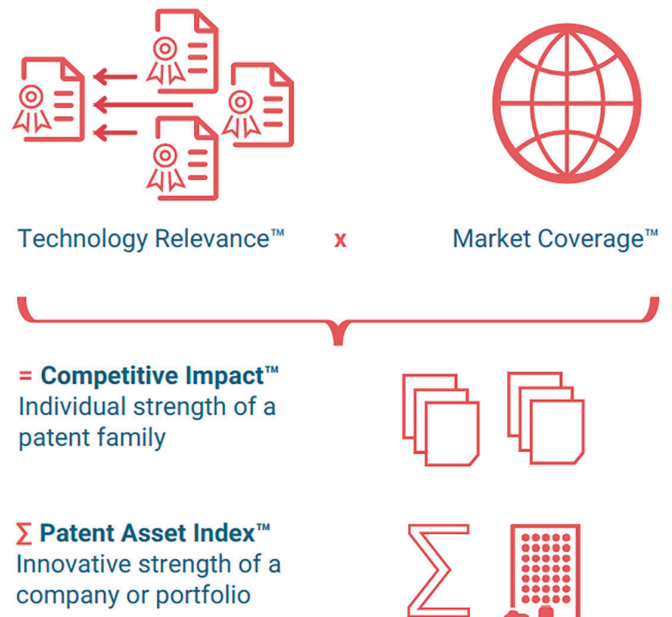 Technology Relevance™ x Market Coverage™
= Competitive Impact™
Individual strength of a
patent family
∑ Patent Asset Index™
Innovative strength of a
company or portfolio